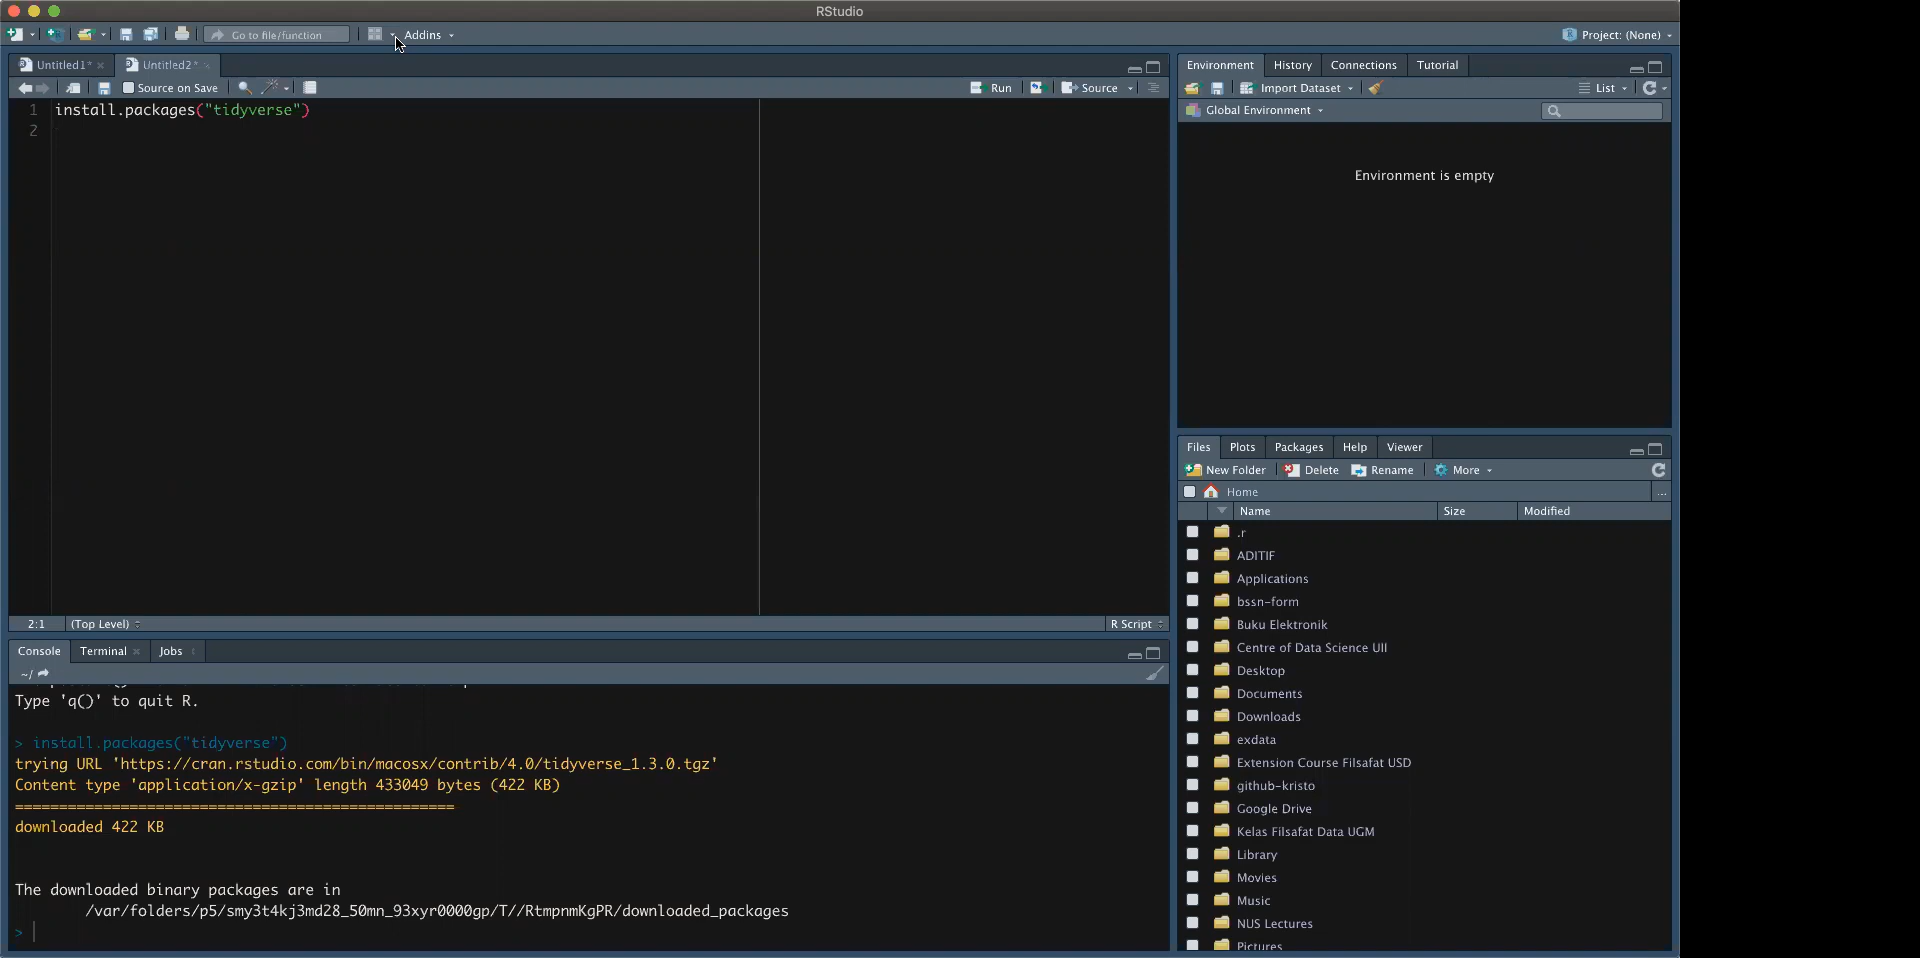 RStudio
Go to file/function
Addins
Project: (None)
Untitled1*
Untitled2*
Source on Save
Run
Source
1 install.packages("tidyverse")
2
2:1 (Top Level)
R Script
Console Terminal Jobs
~/
Type 'q()' to quit R.
> install.packages("tidyverse")
trying URL 'https://cran.rstudio.com/bin/macosx/contrib/4.0/tidyverse_1.3.0.tgz'
Content type 'application/x-gzip' length 433049 bytes (422 KB)
==================================================
downloaded 422 KB
The downloaded binary packages are in
/var/folders/p5/smy3t4kj3md28_50mn_93xyr0000gp/T//RtmpnmKgPR/downloaded_packages
>
Environment History Connections Tutorial
Import Dataset
List
Global Environment
Environment is empty
Files Plots Packages Help Viewer
New Folder Delete Rename More
Home
...
Name Size Modified
.r
ADITIF
Applications
bssn-form
Buku Elektronik
Centre of Data Science UII
Desktop
Documents
Downloads
exdata
Extension Course Filsafat USD
github-kristo
Google Drive
Kelas Filsafat Data UGM
Library
Movies
Music
NUS Lectures
Pictures